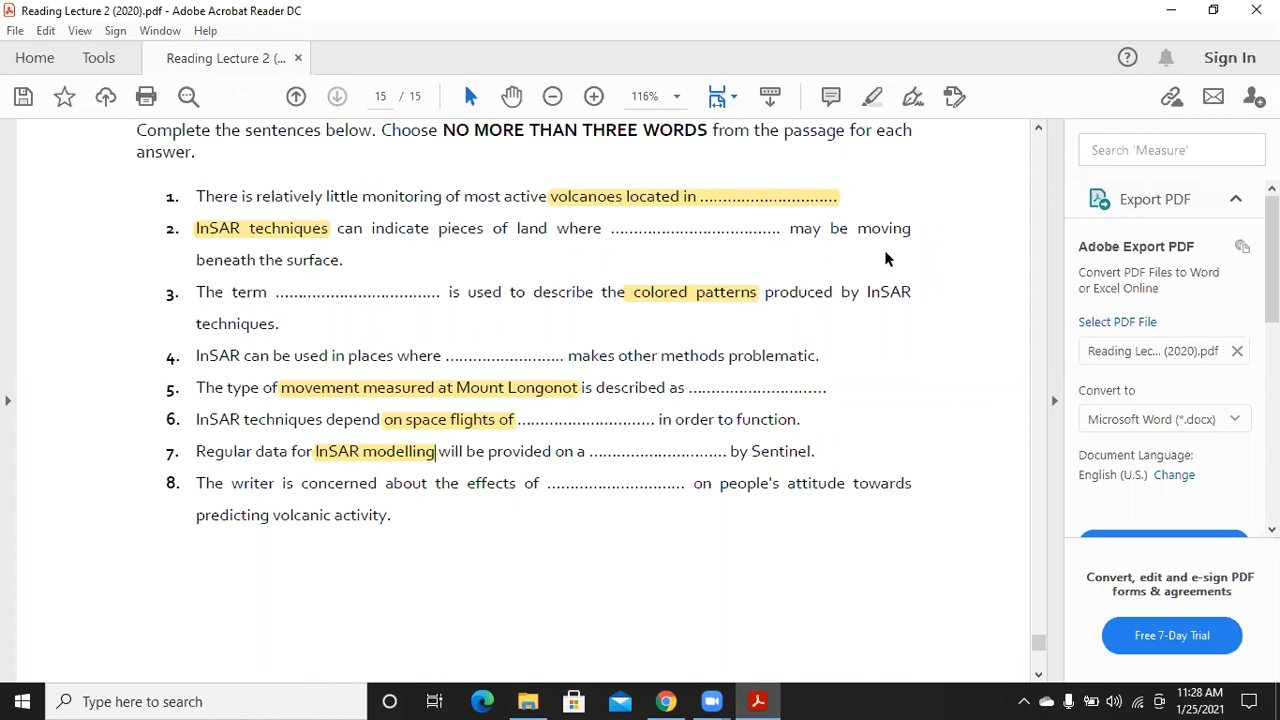 Reading Lecture 2 (2020).pdf - Adobe Acrobat Reader DC
File Edit View Sign Window Help
Home Tools Reading Lecture 2 (... × Sign In
15 / 15 116%
Complete the sentences below. Choose NO MORE THAN THREE WORDS from the passage for each
answer.
1. There is relatively little monitoring of most active volcanoes located in ..............................
2. InSAR techniques can indicate pieces of land where .................................... may be moving
beneath the surface.
3. The term ................................... is used to describe the colored patterns produced by InSAR
techniques.
4. InSAR can be used in places where ......................... makes other methods problematic.
5. The type of movement measured at Mount Longonot is described as .............................
6. InSAR techniques depend on space flights of ............................. in order to function.
7. Regular data for InSAR modelling will be provided on a ............................. by Sentinel.
8. The writer is concerned about the effects of ............................. on people's attitude towards
predicting volcanic activity.
Search 'Measure'
Export PDF
Adobe Export PDF
Convert PDF Files to Word
or Excel Online
Select PDF File
Reading Lec... (2020).pdf ×
Convert to
Microsoft Word (*.docx)
Document Language:
English (U.S.) Change
Convert, edit and e-sign PDF
forms & agreements
Free 7-Day Trial
Type here to search
11:28 AM
1/25/2021